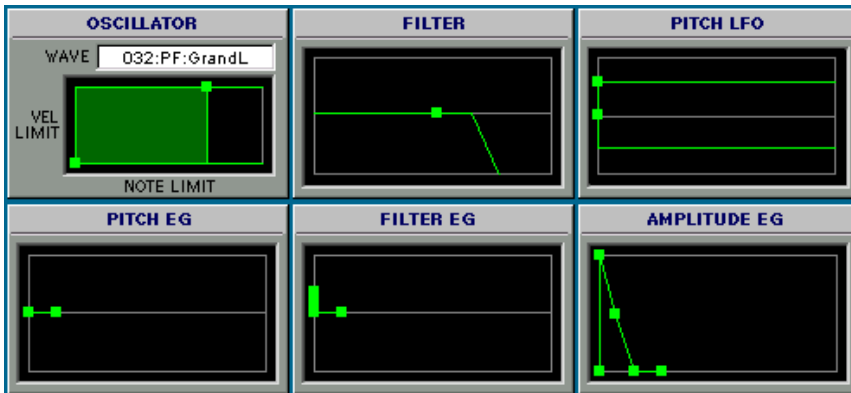 OSCILLATOR
WAVE 032:PF:GrandL
VEL
LIMIT
NOTE LIMIT
FILTER
PITCH LFO
PITCH EG
FILTER EG
AMPLITUDE EG